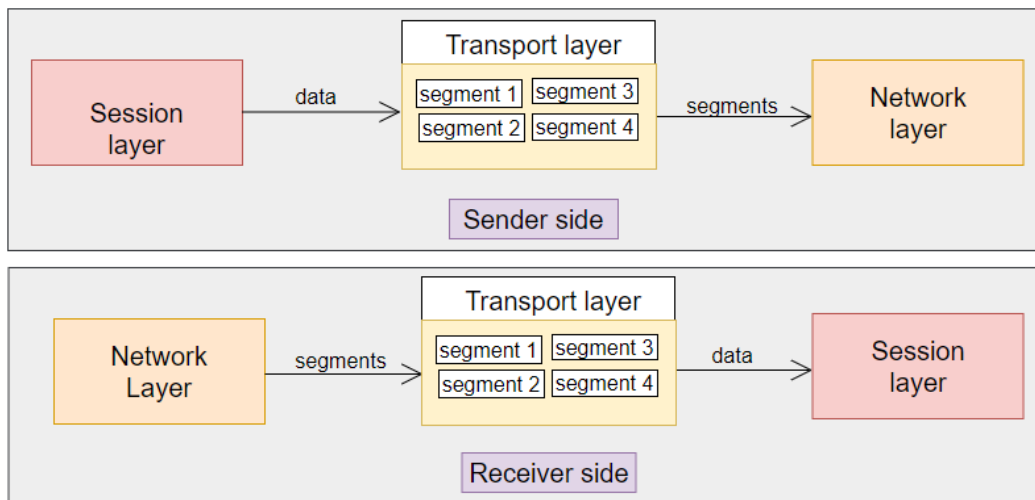 Transport layer
Session
layer
data
segment 1
segment 3
segment 2
segment 4
segments
Network
layer
Sender side
Transport layer
Network
Layer
segments
segment 1
segment 3
segment 2
segment 4
data
Session
layer
Receiver side